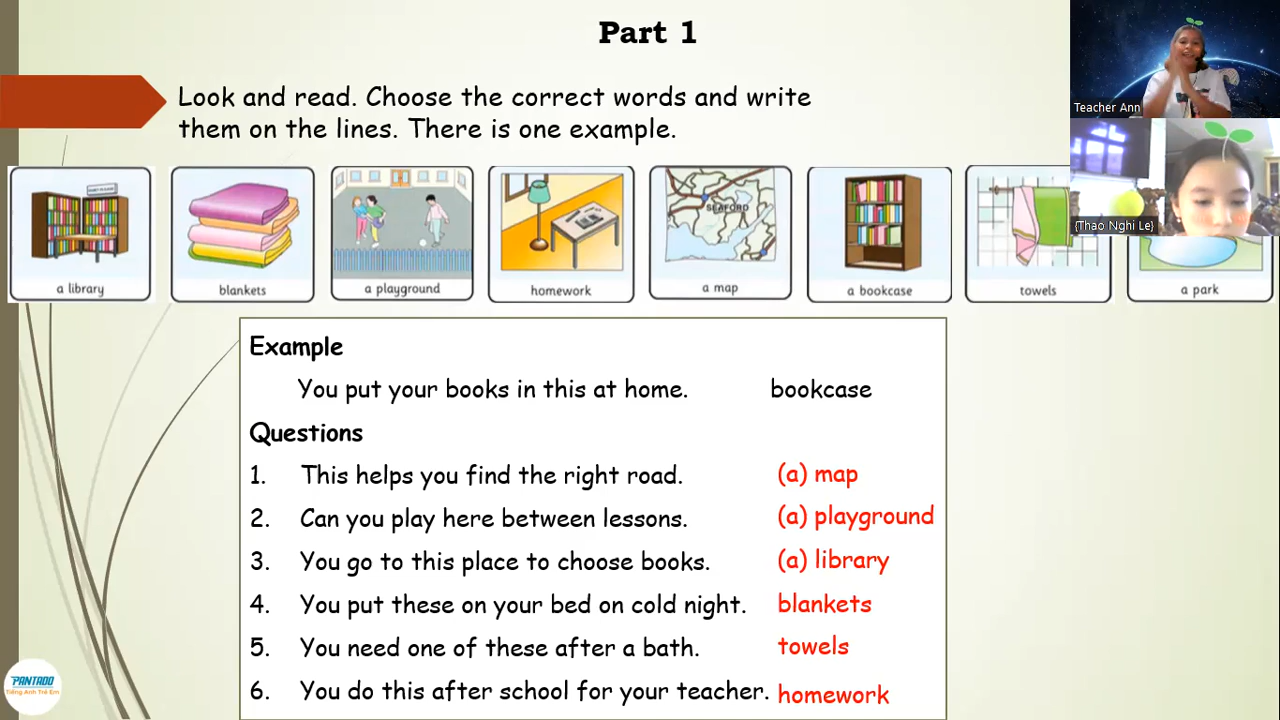 Part 1
Teacher Ann
Look and read. Choose the correct words and write
them on the lines. There is one example.
{Thao Nghi Le}
SEAFORD
a library
blankets
a playground
homework
a map
a bookcase
towels
a park
Example
You put your books in this at home. bookcase
Questions
1. This helps you find the right road. (a) map
2. Can you play here between lessons. (a) playground
3. You go to this place to choose books. (a) library
4. You put these on your bed on cold night. blankets
5. You need one of these after a bath. towels
6. You do this after school for your teacher. homework
PANTADO
Tiếng Anh Trẻ Em